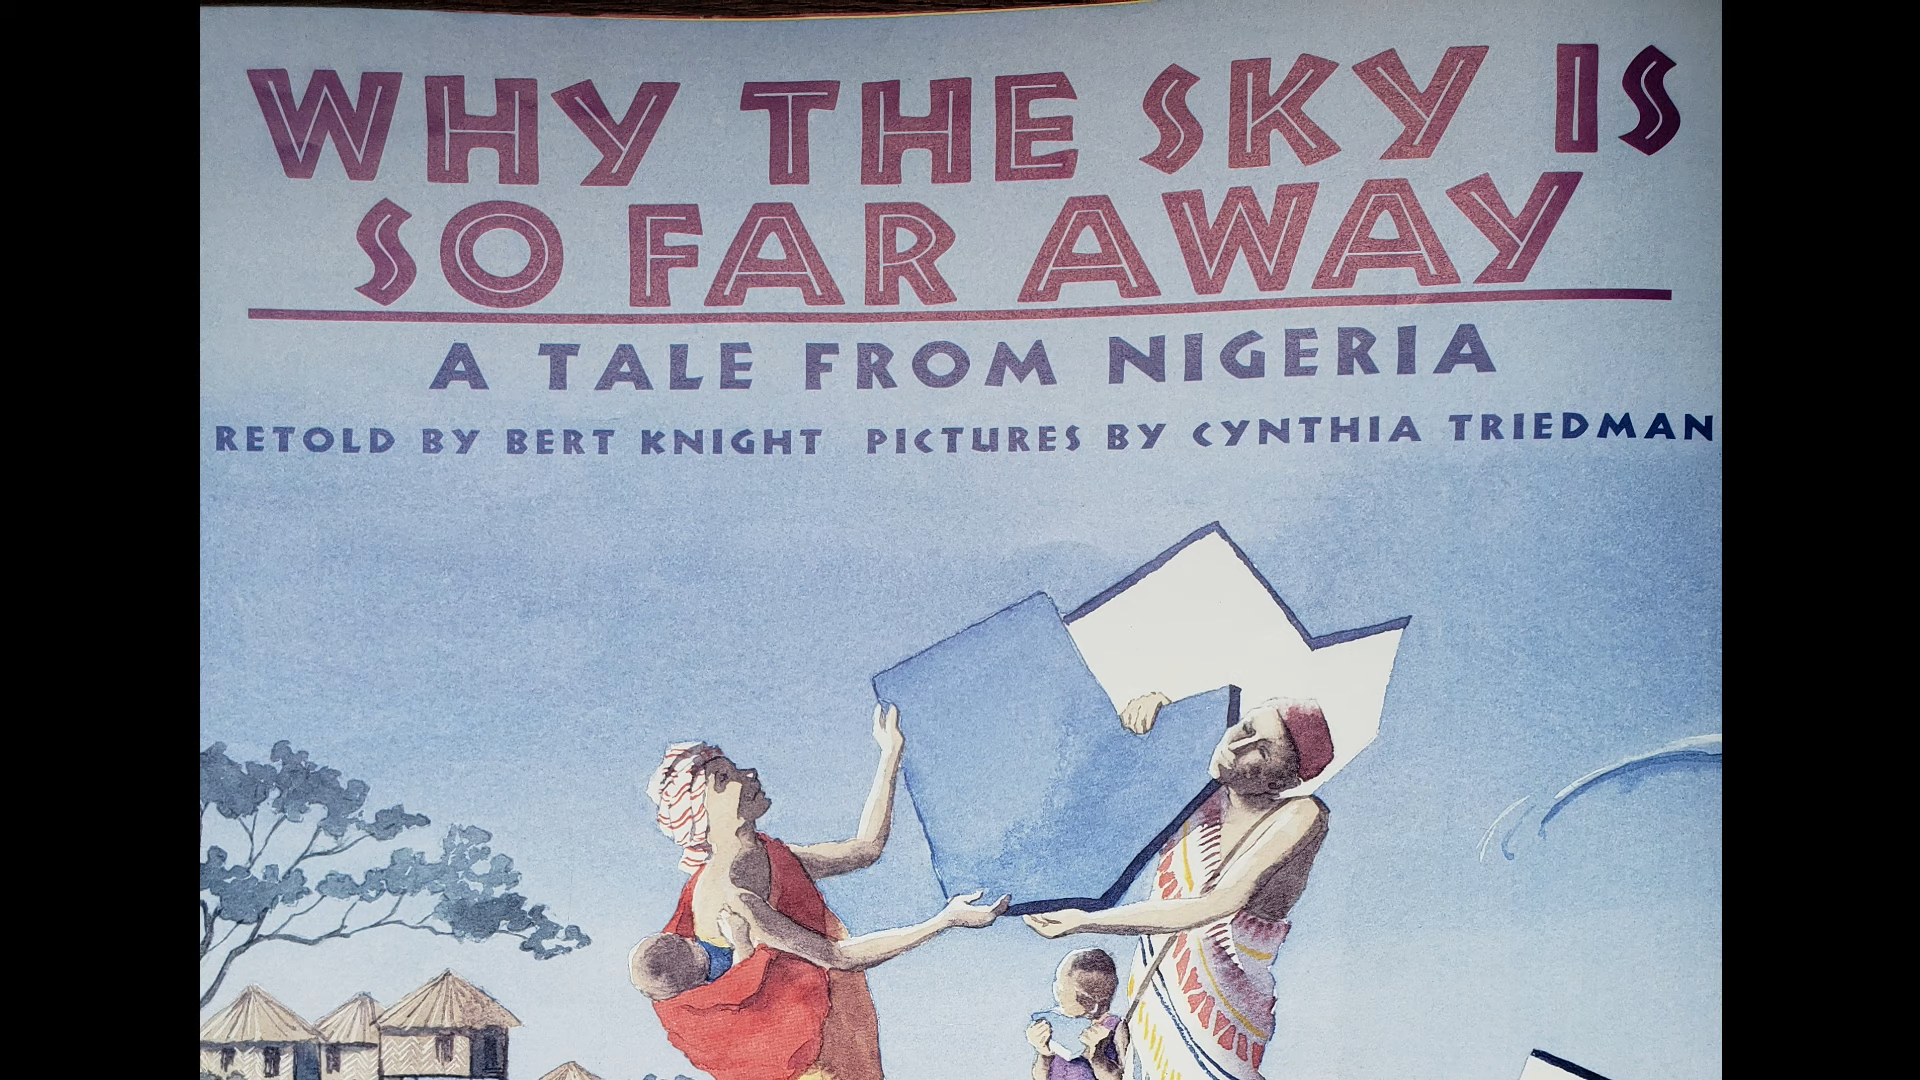 WHY THE SKY IS
SO FAR AWAY
A TALE FROM NIGERIA
RETOLD BY BERT KNIGHT PICTURES BY CYNTHIA TRIEDMAN